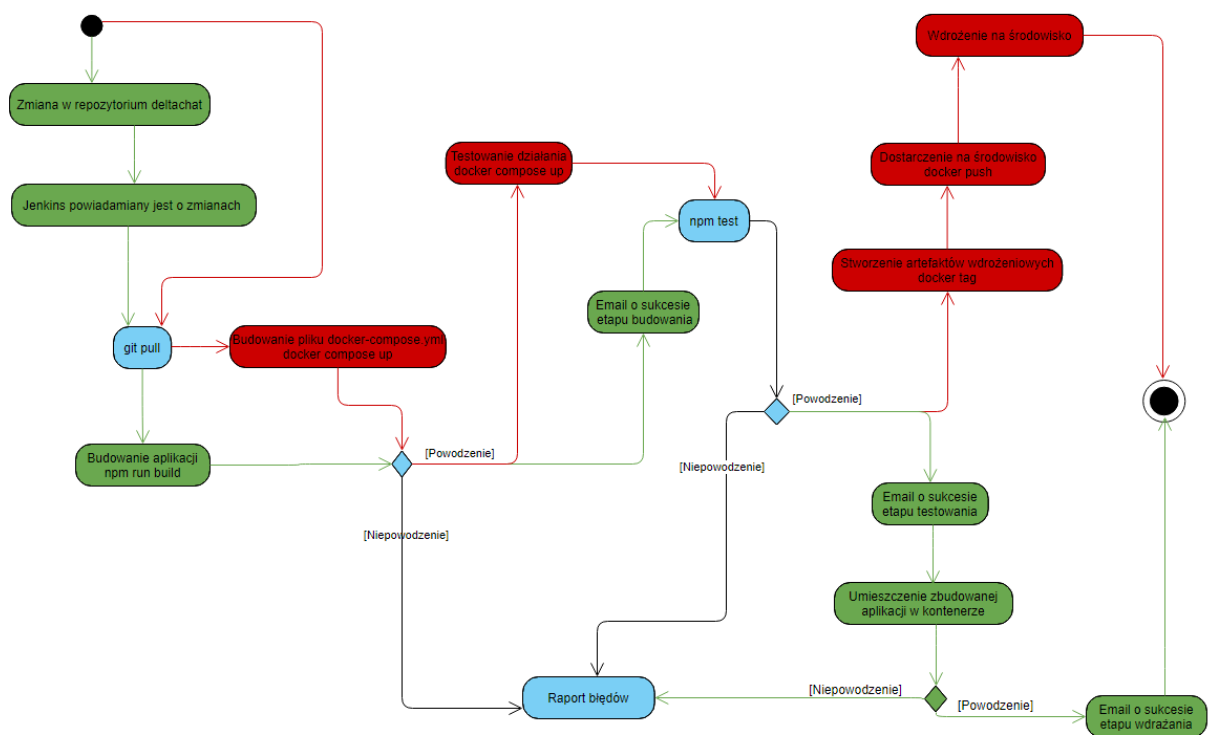 Wdrożenie na środowisko
Zmiana w repozytorium deltachat
Testowanie działania
docker compose up
Dostarczenie na środowisko
docker push
Jenkins powiadamiany jest o zmianach
npm test
Stworzenie artefaktów wdrożeniowych
docker tag
Email o sukcesie
etapu budowania
git pull
Budowanie pliku docker-compose.yml
docker compose up
[Powodzenie]
Budowanie aplikacji
npm run build
[Powodzenie]
[Niepowodzenie]
Email o sukcesie
etapu testowania
[Niepowodzenie]
Umieszczenie zbudowanej
aplikacji w kontenerze
Raport błędów
[Niepowodzenie]
[Powodzenie]
Email o sukcesie
etapu wdrażania